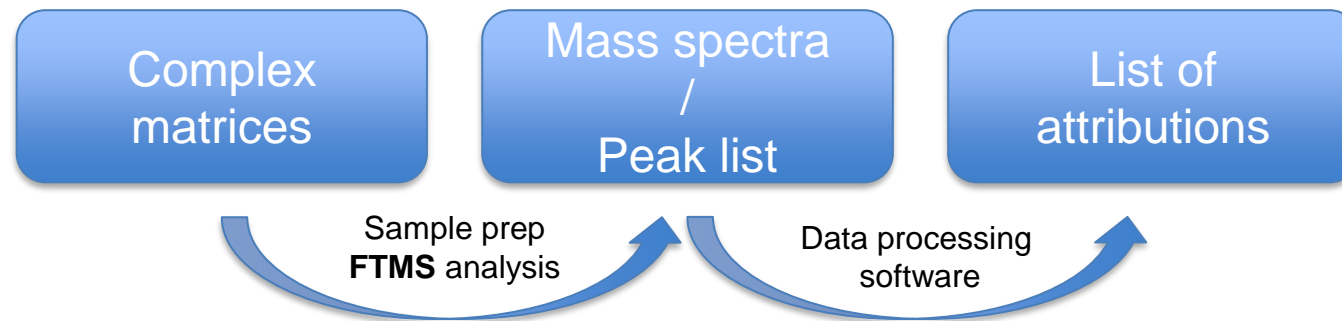 Complex
matrices
Mass spectra
/
Peak list
List of
attributions
Sample prep
FTMS analysis
Data processing
software